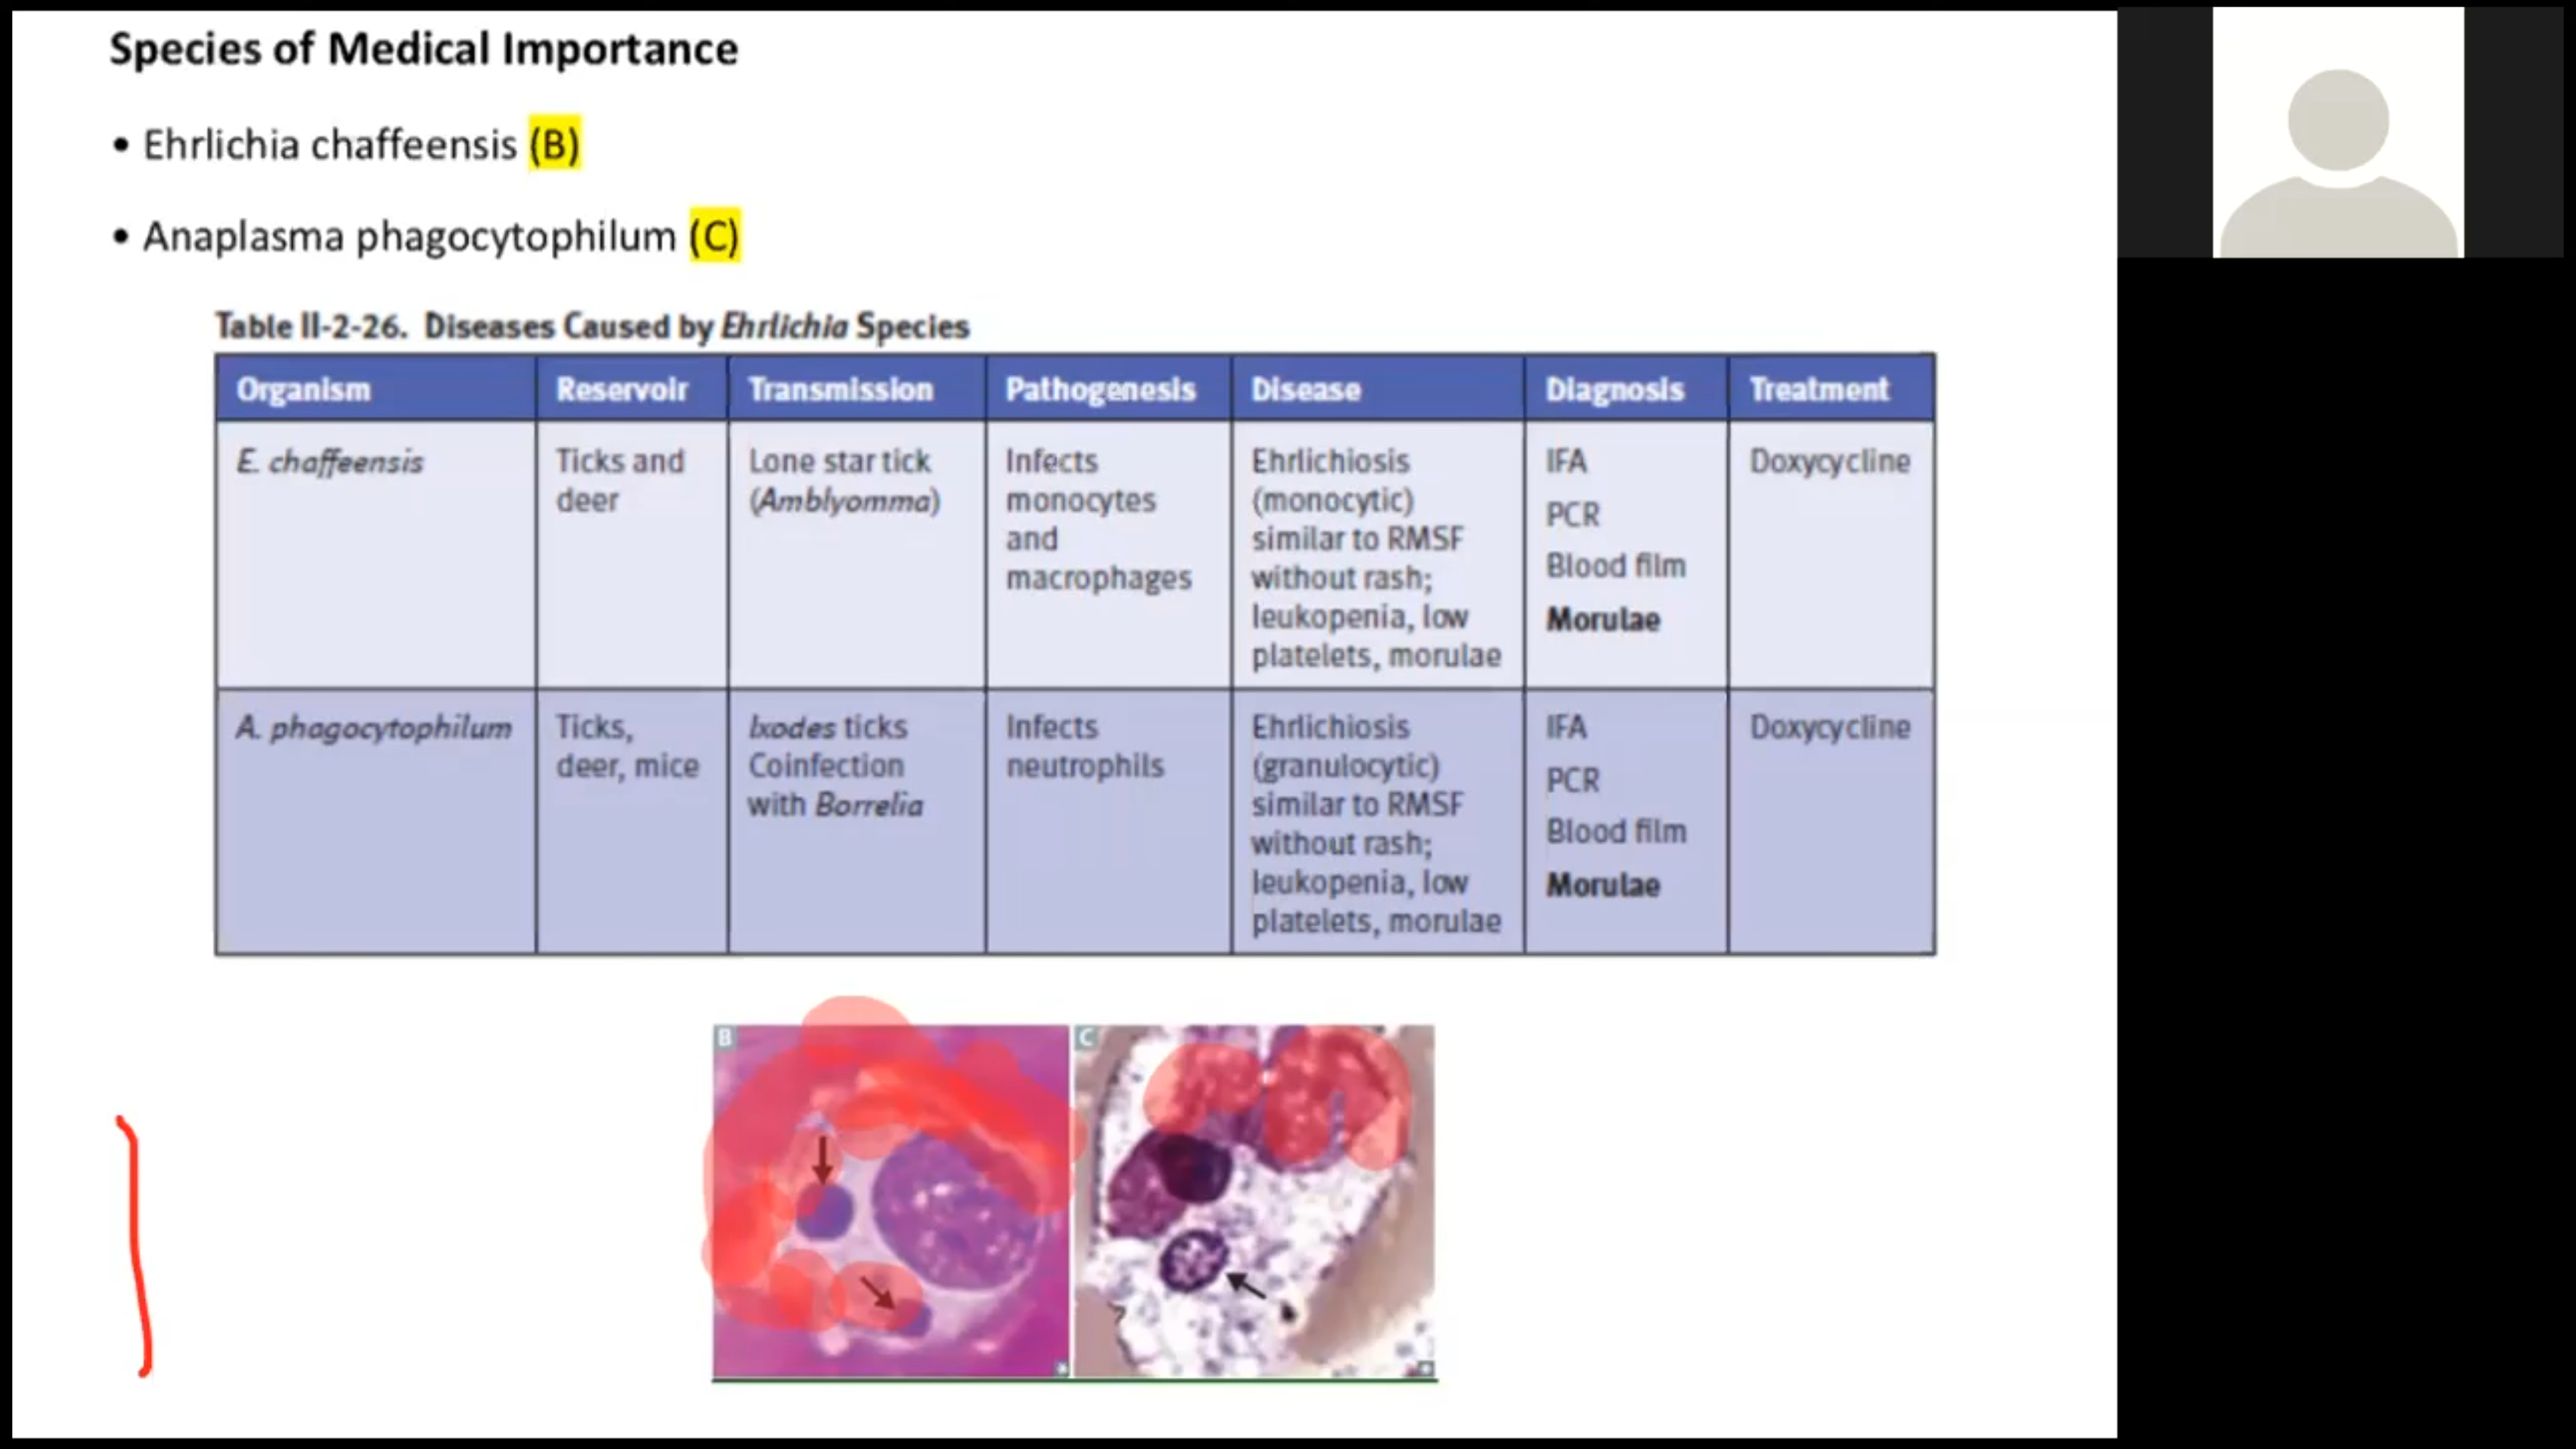 Species of Medical Importance
• Ehrlichia chaffeensis (B)
• Anaplasma phagocytophilum (C)
Table II-2-26. Diseases Caused by Ehrlichia Species
Organism Reservoir Transmission Pathogenesis Disease Diagnosis Treatment
E. chaffeensis
Ticks and
deer
Lone star tick
(Amblyomma)
Infects
monocytes
and
macrophages
Ehrlichiosis
(monocytic)
similar to RMSF
without rash;
leukopenia, low
platelets, morulae
IFA
PCR
Blood film
Morulae
Doxycycline
A. phagocytophilum
Ticks,
deer, mice
Ixodes ticks
Coinfection
with Borrelia
Infects
neutrophils
Ehrlichiosis
(granulocytic)
similar to RMSF
without rash;
leukopenia, low
platelets, morulae
IFA
PCR
Blood film
Morulae
Doxycycline
B
C